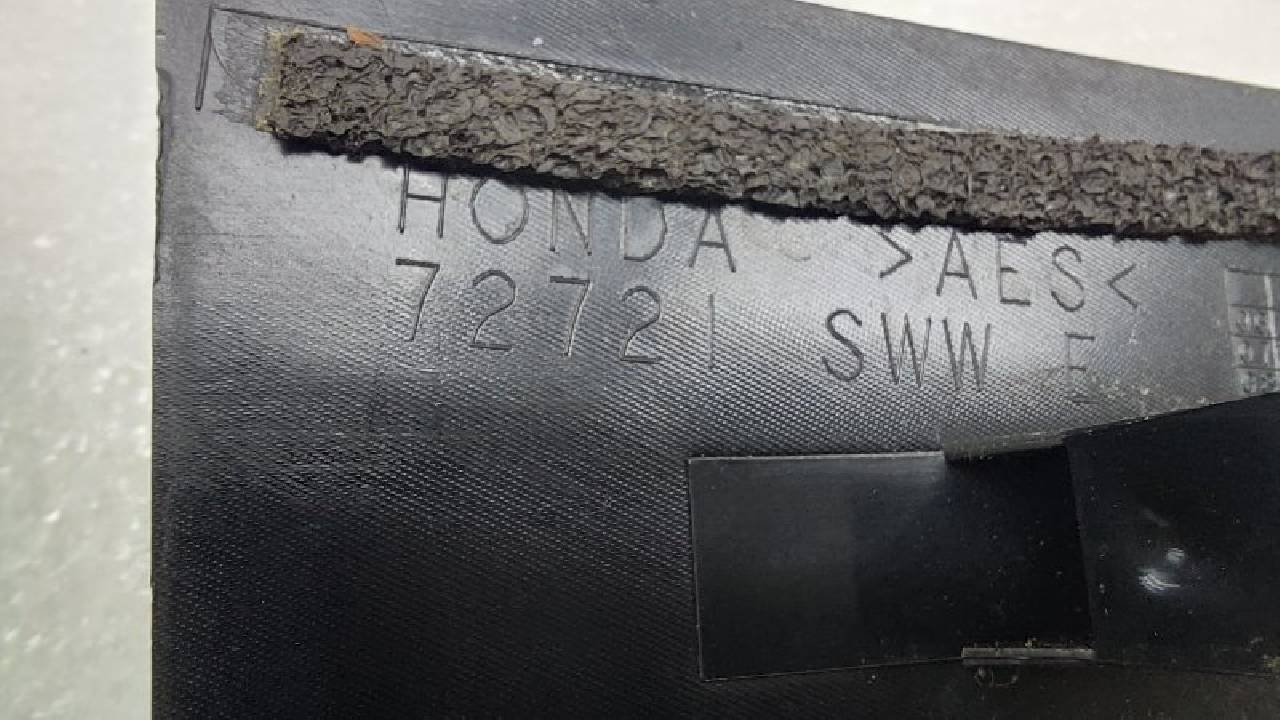 HONDA >AES<
72721 SWW E